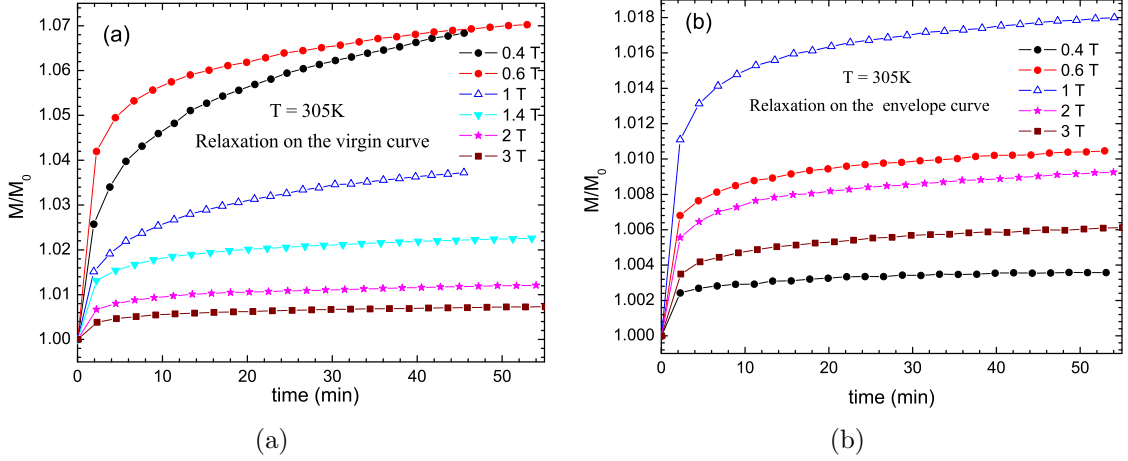 (a)
M/M0
1.07
1.06
1.05
1.04
1.03
1.02
1.01
1.00
0.4 T
0.6 T
1 T
1.4 T
2 T
3 T
T = 305K
Relaxation on the virgin curve
0 10 20 30 40 50
time (min)
(a)
(b)
M/M0
1.018
1.016
1.014
1.012
1.010
1.008
1.006
1.004
1.002
1.000
0.4 T
0.6 T
1 T
2 T
3 T
T = 305K
Relaxation on the envelope curve
0 10 20 30 40 50
time (min)
(b)